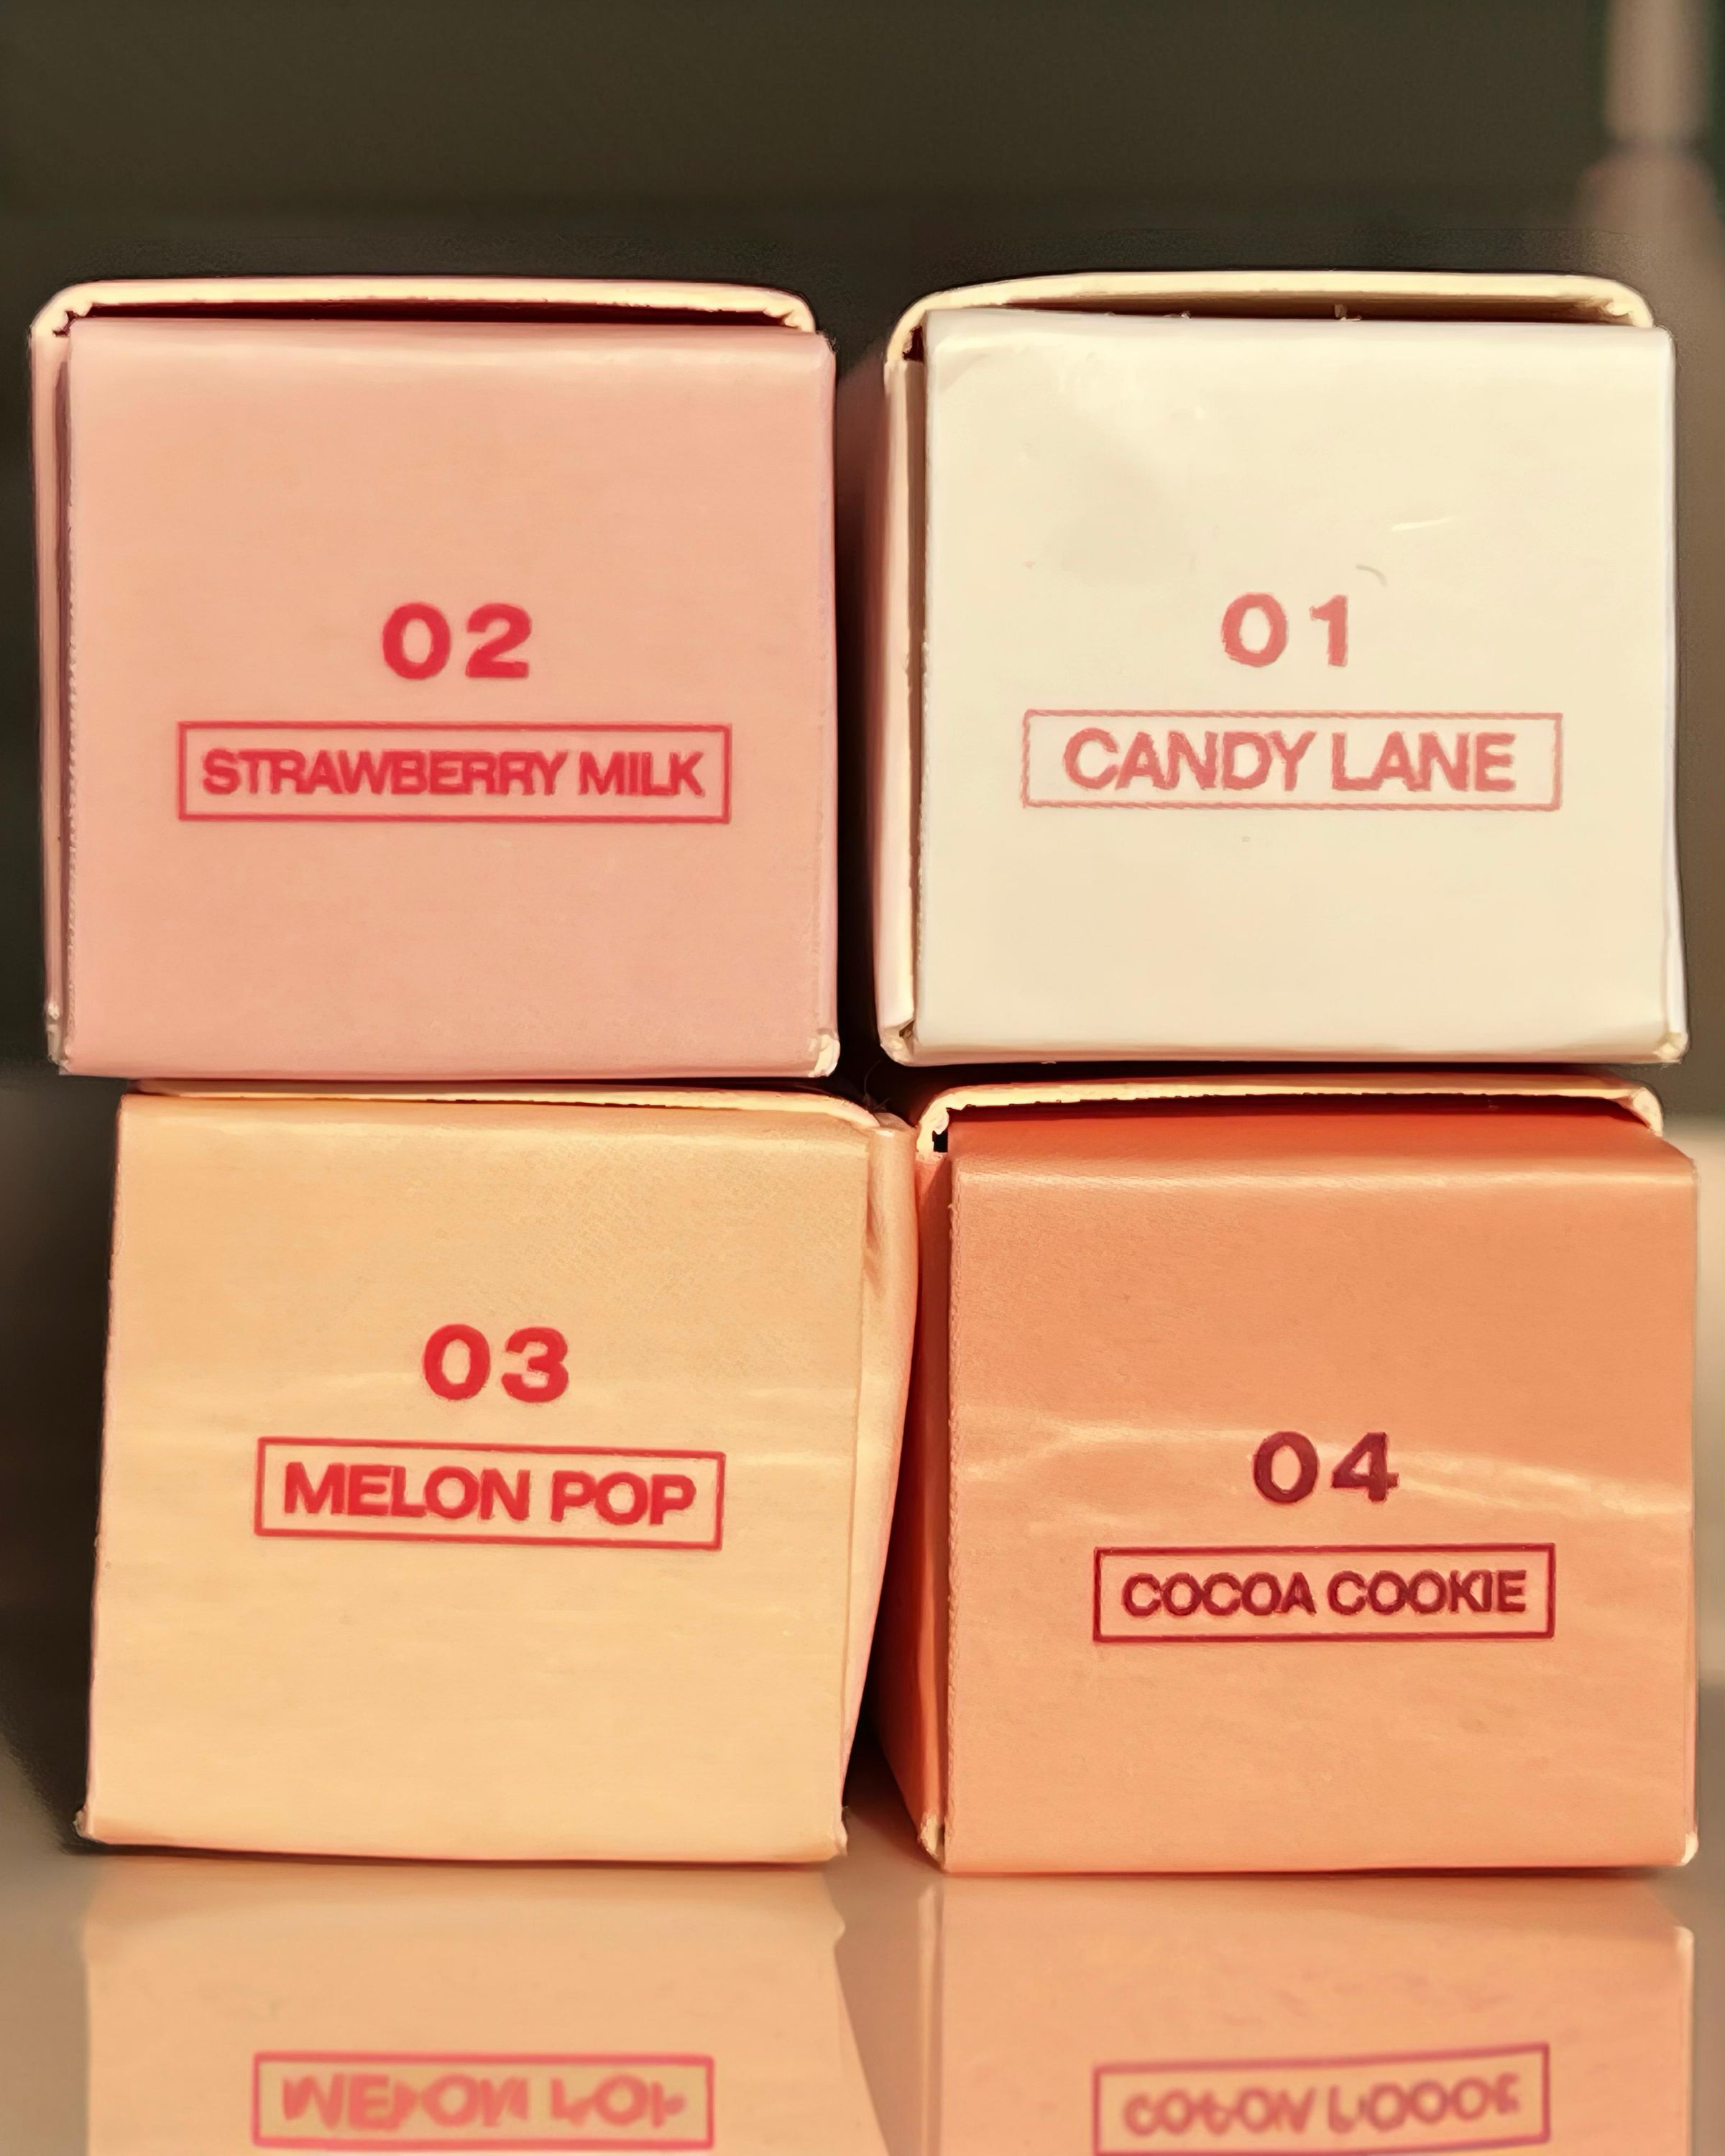 02
STRAWBERRY MILK
01
CANDY LANE
03
MELON POP
04
COCOA COOKIE